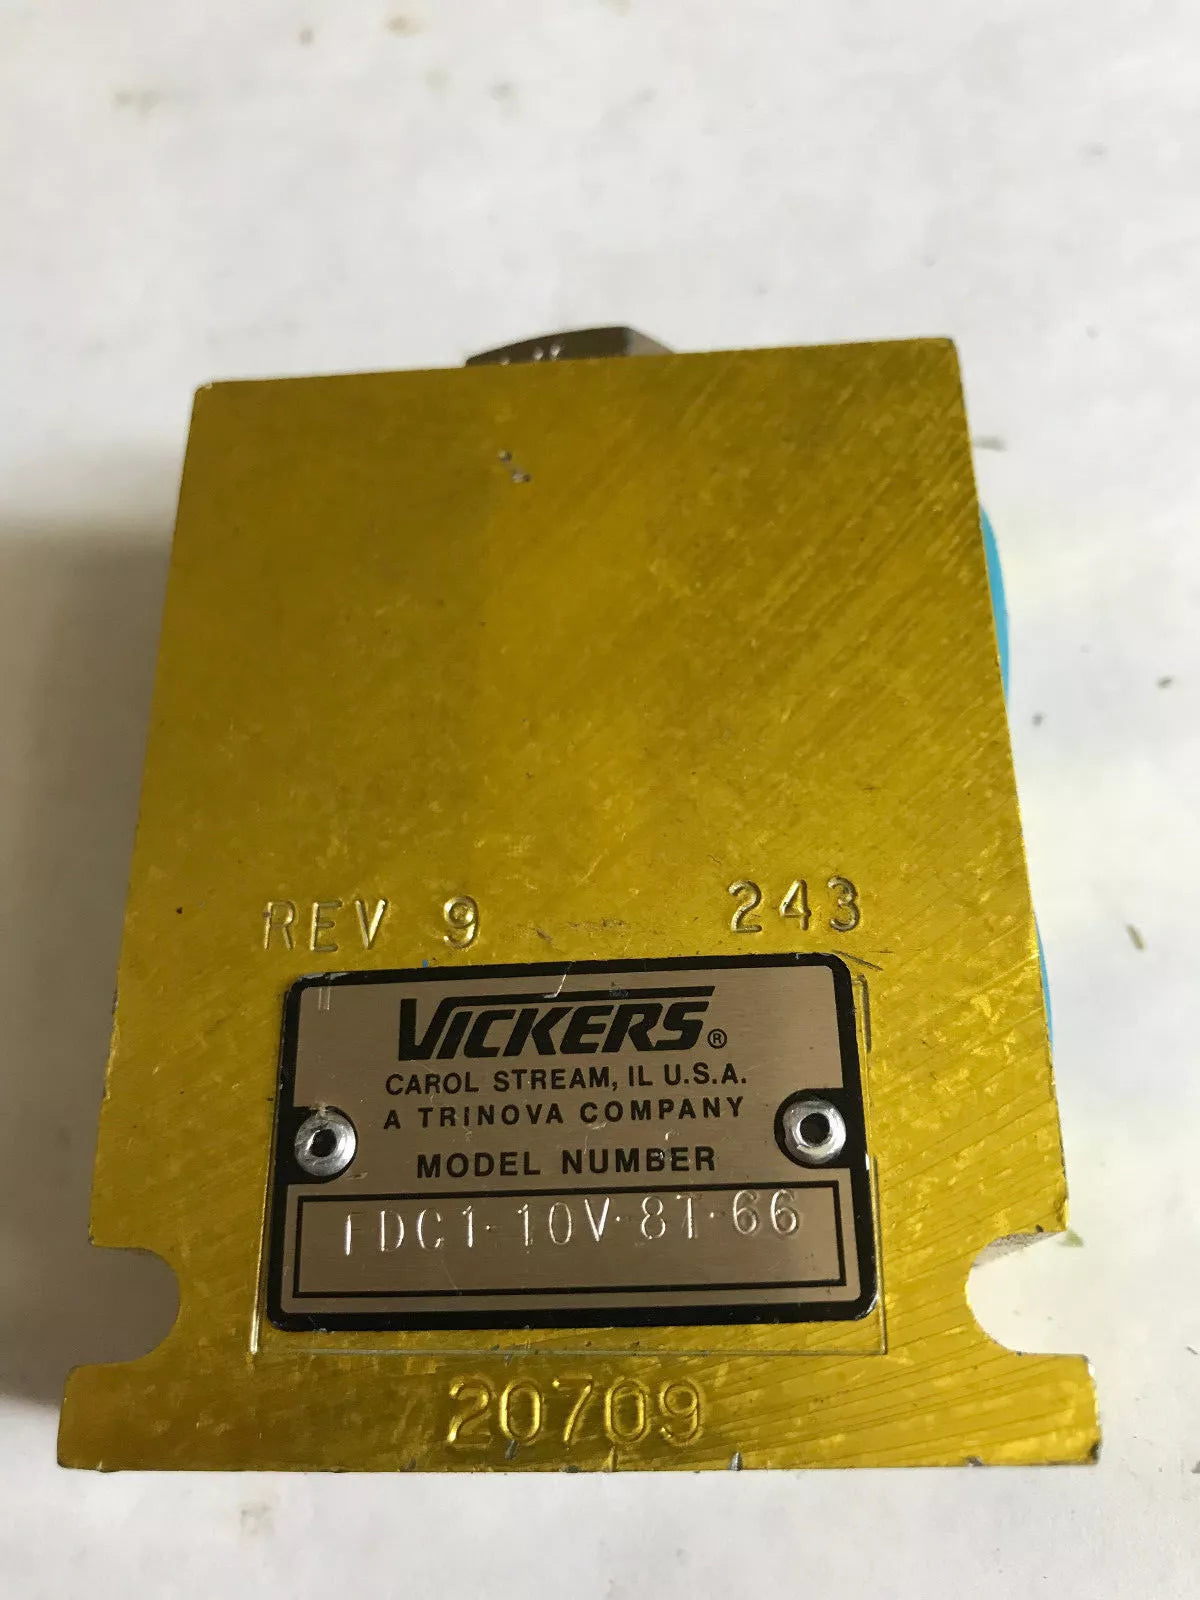 REV 9 243
VICKERS®
CAROL STREAM, IL U.S.A.
A TRINOVA COMPANY
MODEL NUMBER
FDC1-10V-8T-66
20709